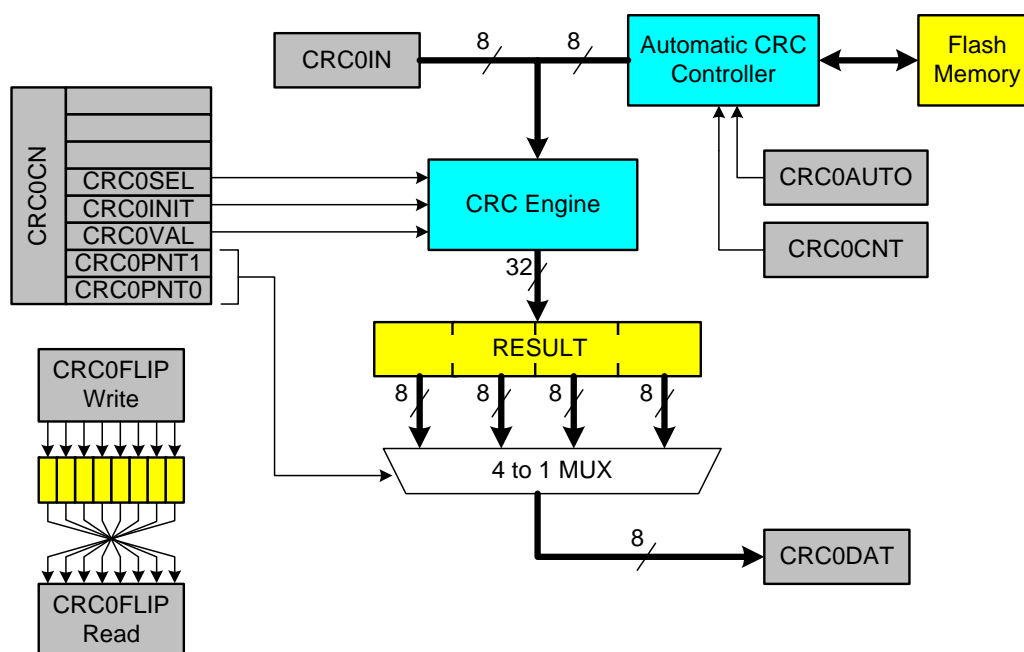 8
8
CRC0IN
Automatic CRC
Controller
Flash
Memory
CRC0CN
CRC0SEL
CRC0INIT
CRC0VAL
CRC0PNT1
CRC0PNT0
CRC Engine
CRC0AUTO
CRC0CNT
32
RESULT
8
8
8
8
4 to 1 MUX
CRC0FLIP
Write
8
CRC0DAT
CRC0FLIP
Read